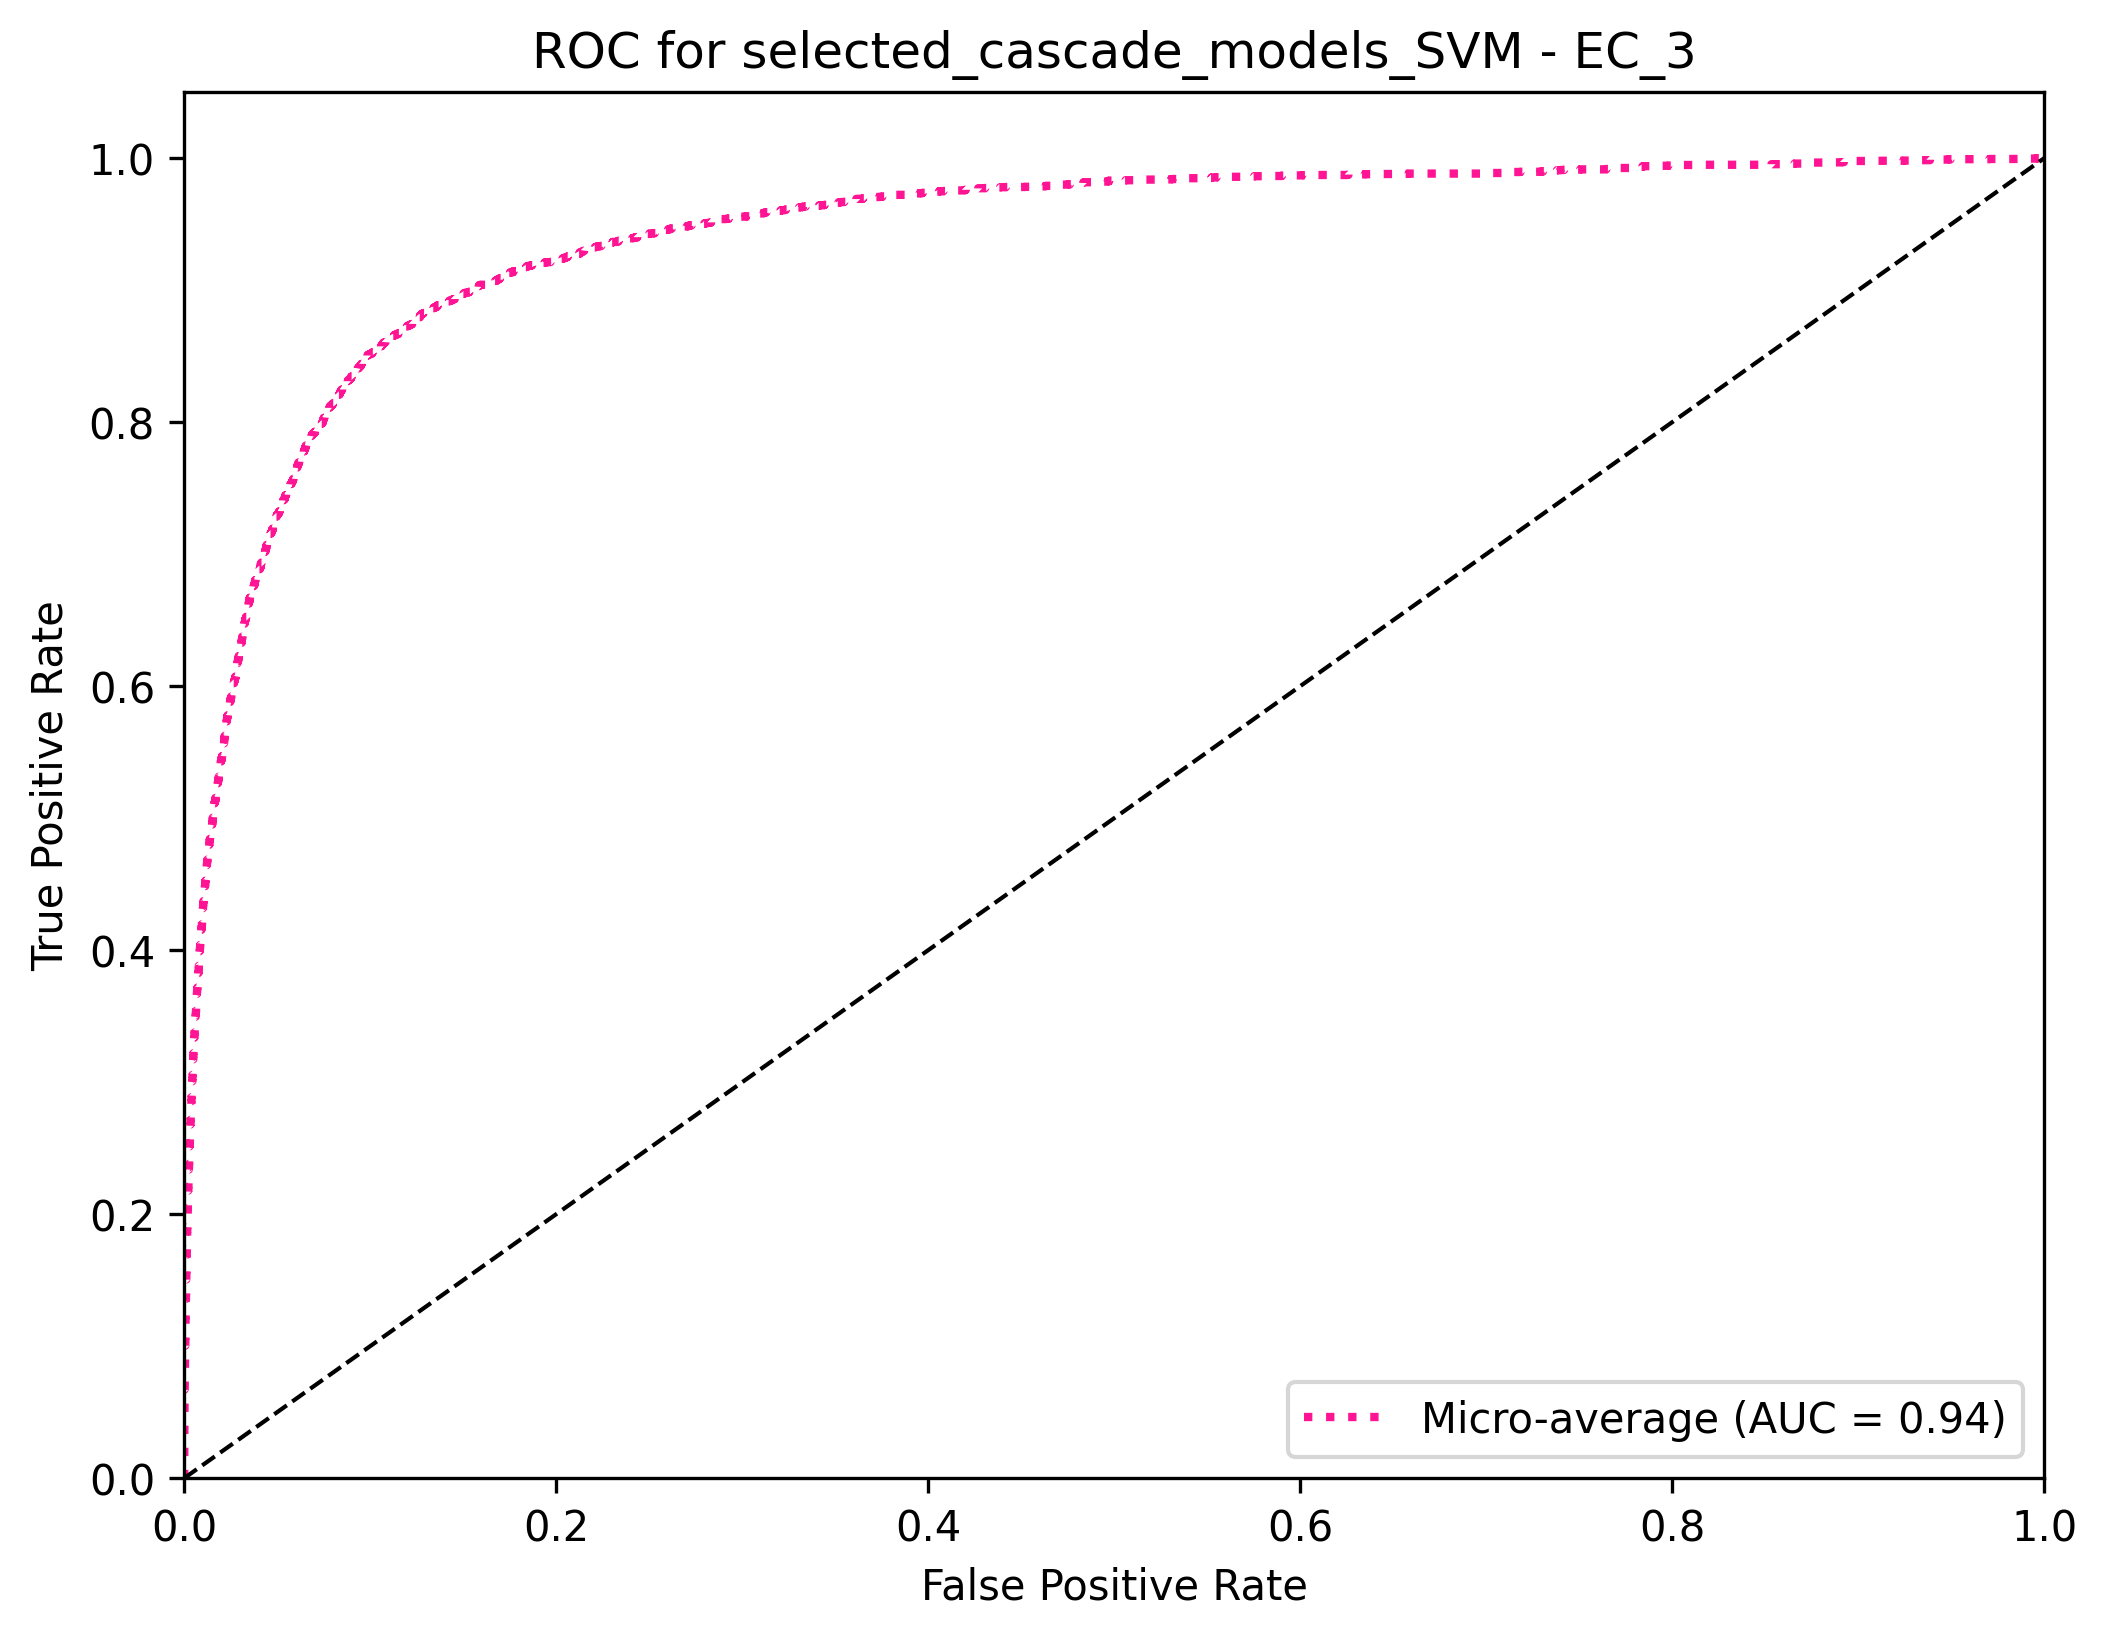 ROC for selected_cascade_models_SVM - EC_3
True Positive Rate
1.0
0.8
0.6
0.4
0.2
0.0
0.0 0.2 0.4 0.6 0.8 1.0
False Positive Rate
Micro-average (AUC = 0.94)